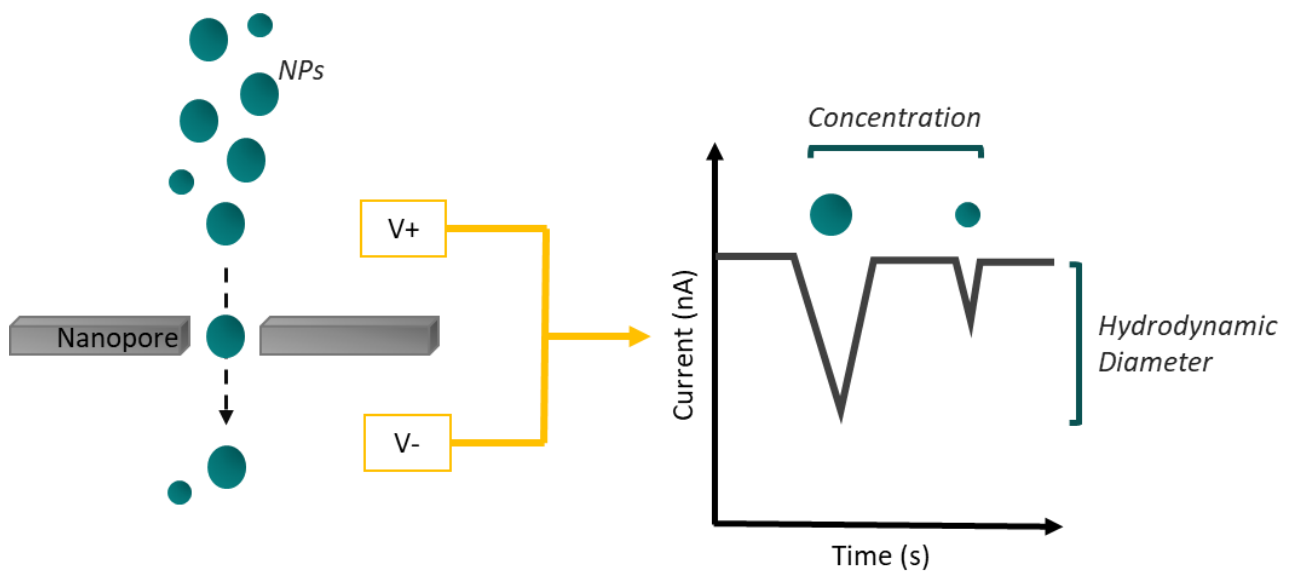 NPs
Nanopore
V+
V-
Concentration
Current (nA)
Hydrodynamic
Diameter
Time (s)